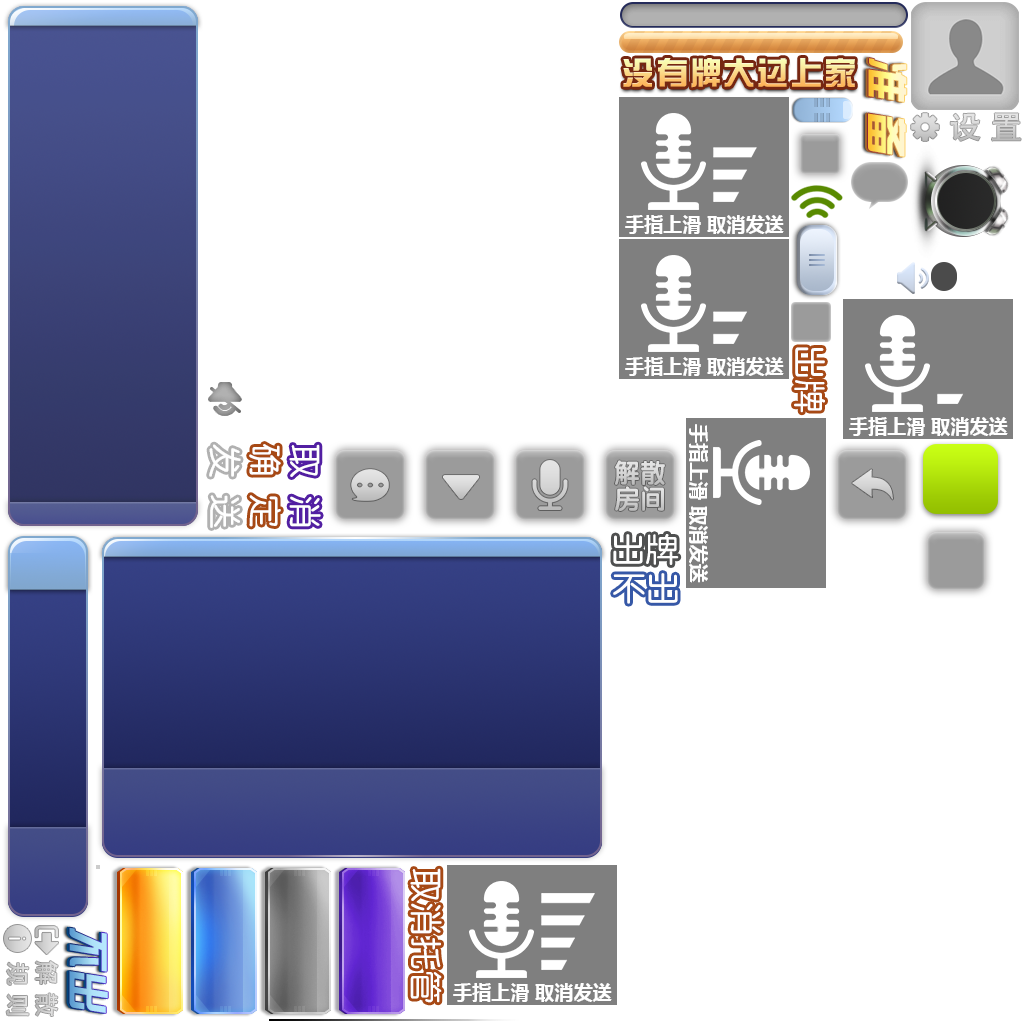 没有牌大过上家
准备
设置
手指上滑 取消发送
手指上滑 取消发送
出牌
手指上滑 取消发送
发送
确定
取消
解散
房间
手指上滑 取消发送
出牌
不出
取消托管
手指上滑 取消发送
不出
解散
规则